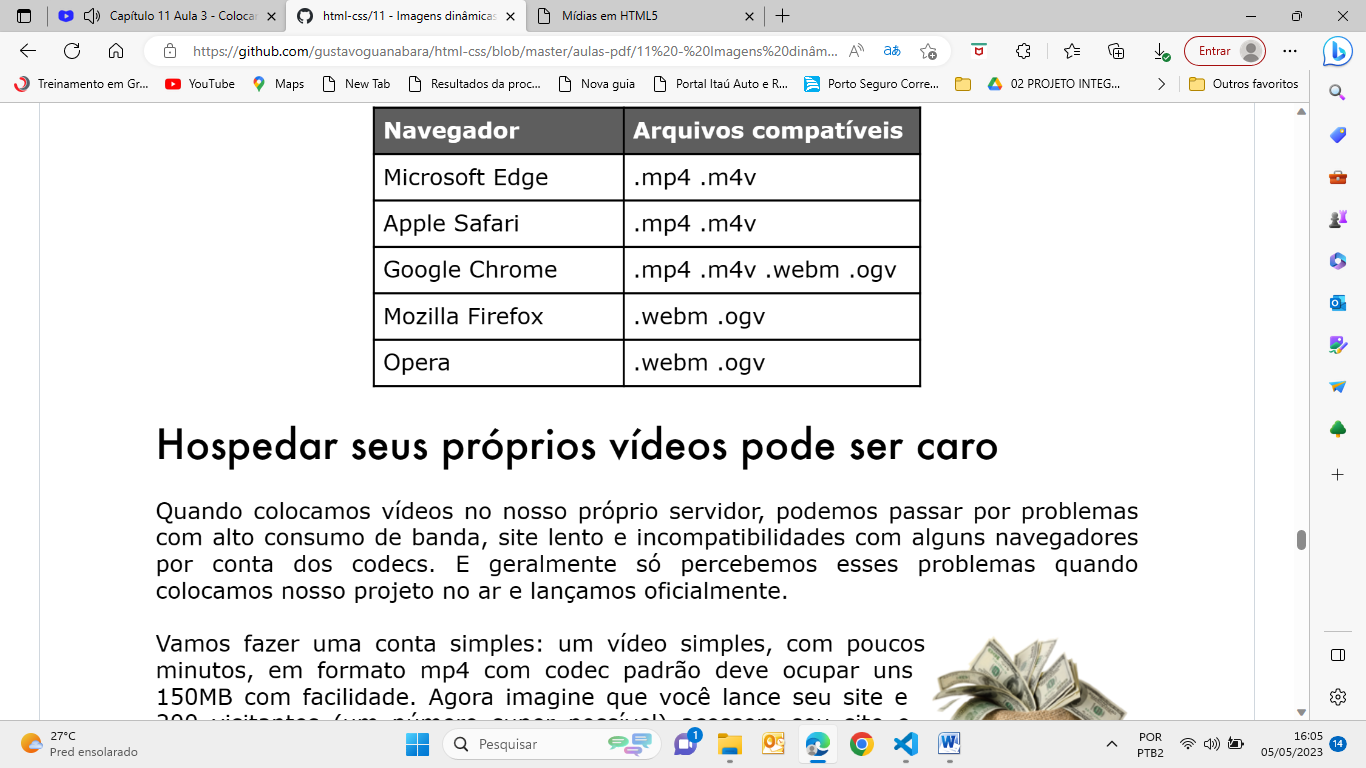 Capítulo 11 Aula 3 - Coloca
html-css/11 - Imagens dinâmicas
Mídias em HTML5
https://github.com/gustavoguanabara/html-css/blob/master/aulas-pdf/11%20-%20Imagens%20dinâm...
Entrar
Treinamento em Gr...
YouTube
Maps
New Tab
Resultados da proc...
Nova guia
Portal Itaú Auto e R...
Porto Seguro Corre...
02 PROJETO INTEG...
Outros favoritos
Navegador Arquivos compatíveis
Microsoft Edge .mp4 .m4v
Apple Safari .mp4 .m4v
Google Chrome .mp4 .m4v .webm .ogv
Mozilla Firefox .webm .ogv
Opera .webm .ogv
Hospedar seus próprios vídeos pode ser caro
Quando colocamos vídeos no nosso próprio servidor, podemos passar por problemas
com alto consumo de banda, site lento e incompatibilidades com alguns navegadores
por conta dos codecs. E geralmente só percebemos esses problemas quando
colocamos nosso projeto no ar e lançamos oficialmente.
Vamos fazer uma conta simples: um vídeo simples, com poucos
minutos, em formato mp4 com codec padrão deve ocupar uns
150MB com facilidade. Agora imagine que você lance seu site e
27°C
Pred ensolarado
Pesquisar
1
POR
PTB2
16:05
05/05/2023
14